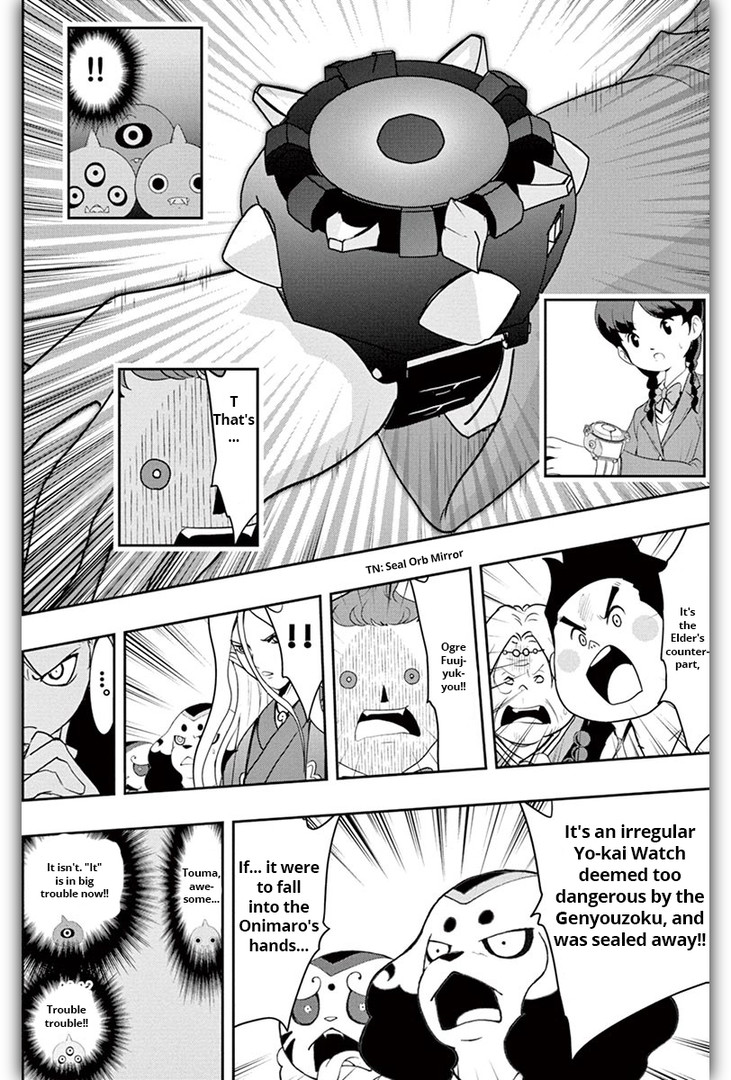 !!
T
That's
...
TN: Seal Orb Mirror
It's
the
Elder's
counter-
part,
Ogre
Fuuj-
yuk-
you!!
!!
...
It's an irregular
Yo-kai Watch
deemed too
dangerous by the
Genyouzoku, and
was sealed away!!
If... it were
to fall
into the
Onimaro's
hands...
Touma,
awe-
some...
It isn't. "It"
is in big
trouble now!!
Trouble
trouble!!